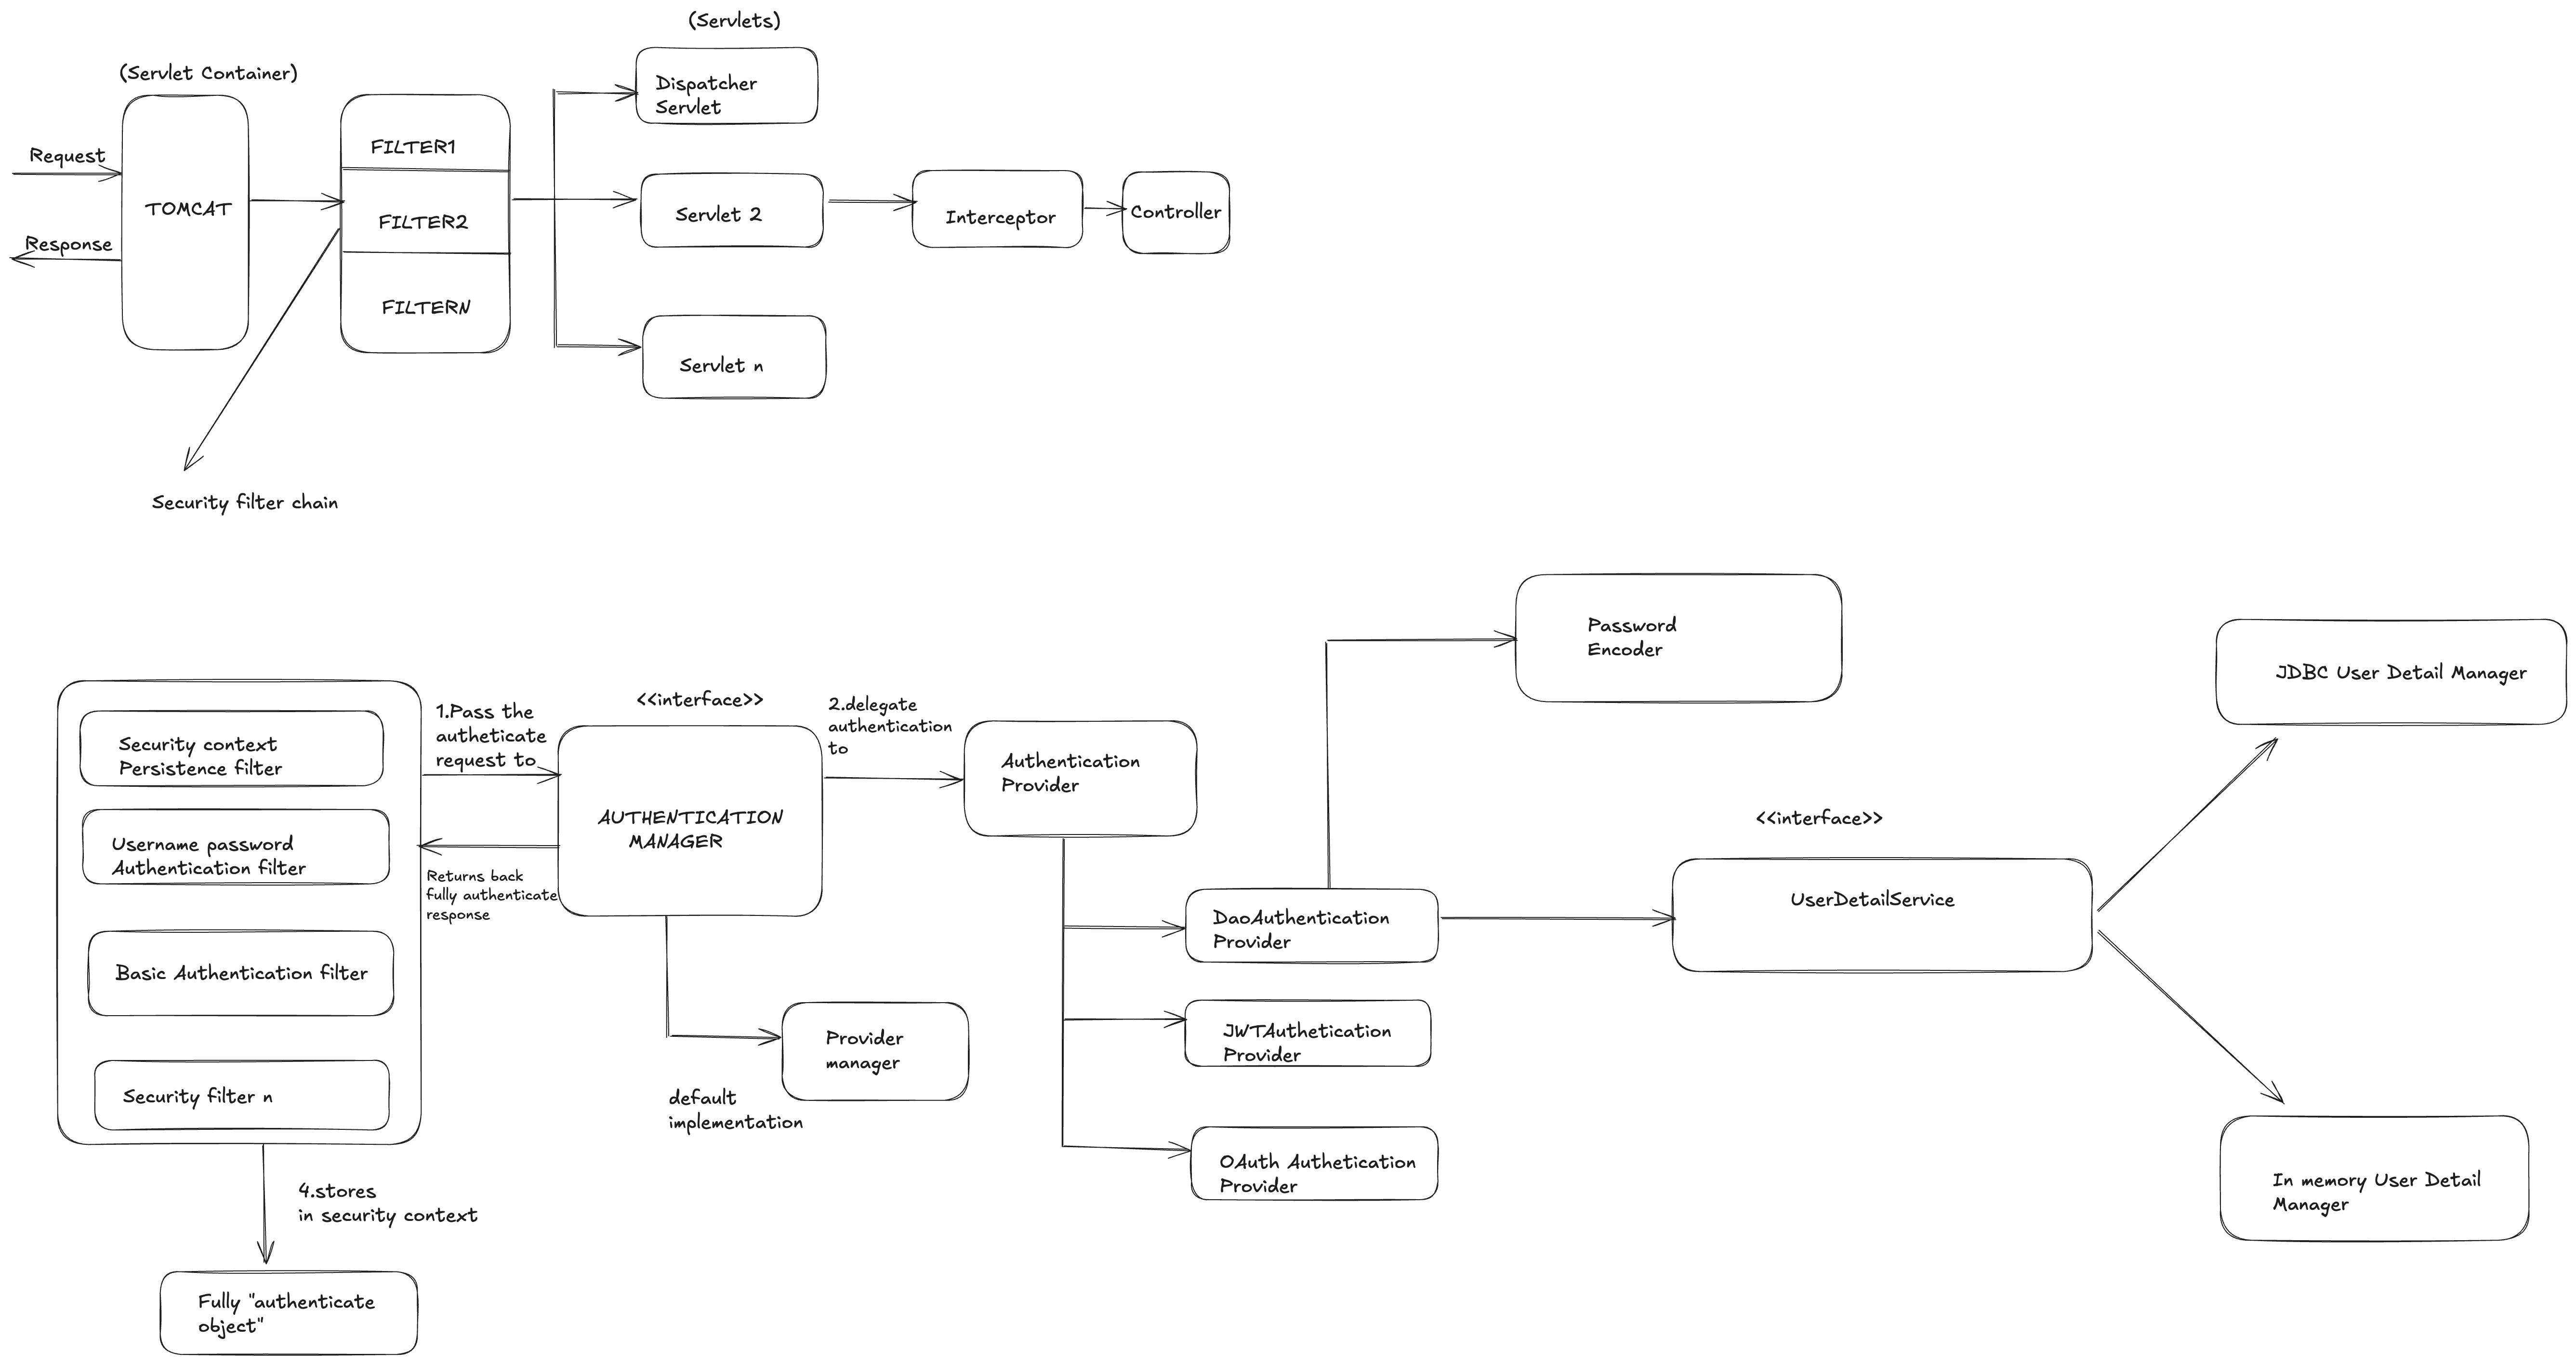 (Servlets)
(Servlet Container)
Dispatcher
Servlet
Request
TOMCAT
Response
FILTER1
FILTER2
FILTERN
Servlet 2
Interceptor
Controller
Servlet n
Security filter chain
Security context
Persistence filter
Username password
Authentication filter
Basic Authentication filter
Security filter n
1.Pass the
autheticate
request to
Returns back
fully authenticate
response
<<interface>>
AUTHENTICATION
MANAGER
2.delegate
authentication
to
Authentication
Provider
Provider
manager
default
implementation
DaoAuthentication
Provider
JWTAuthetication
Provider
OAuth Authetication
Provider
Password
Encoder
<<interface>>
UserDetailService
JDBC User Detail Manager
In memory User Detail
Manager
4.stores
in security context
Fully "authenticate
object"